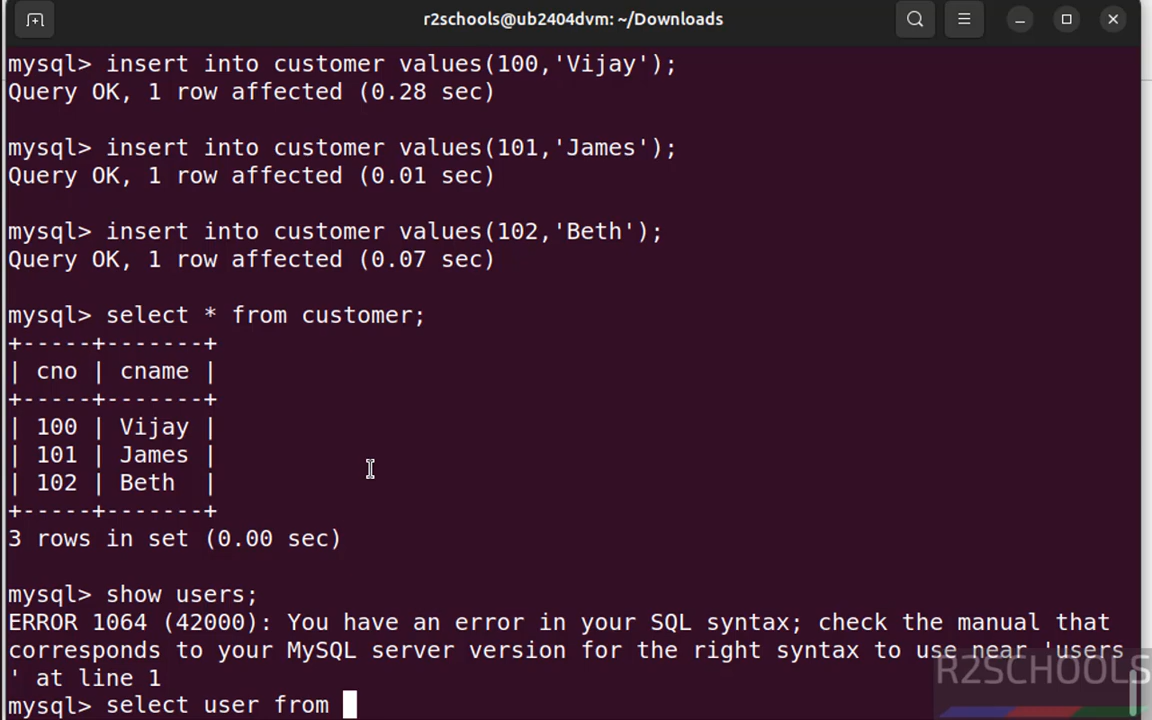 r2schools@ub2404dvm: ~/Downloads
mysql> insert into customer values(100,'Vijay');
Query OK, 1 row affected (0.28 sec)
mysql> insert into customer values(101,'James');
Query OK, 1 row affected (0.01 sec)
mysql> insert into customer values(102,'Beth');
Query OK, 1 row affected (0.07 sec)
mysql> select * from customer;
+-----+-------+
| cno | cname |
+-----+-------+
| 100 | Vijay |
| 101 | James |
| 102 | Beth  |
+-----+-------+
3 rows in set (0.00 sec)
mysql> show users;
ERROR 1064 (42000): You have an error in your SQL syntax; check the manual that
corresponds to your MySQL server version for the right syntax to use near 'users
' at line 1
R2SCHOOLS
mysql> select user from